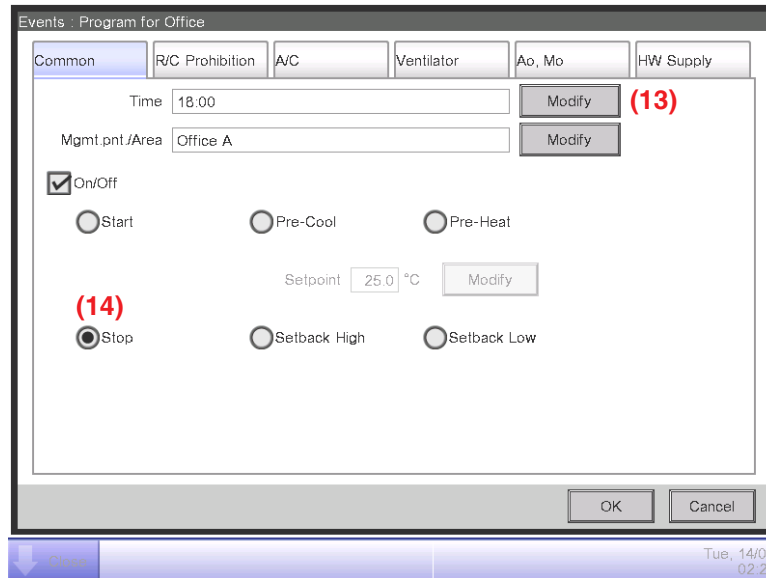 Events : Program for Office
Common R/C Prohibition A/C Ventilator Ao, Mo HW Supply
Time 18:00 Modify (13)
Mgmt.pnt./Area Office A Modify
On/Off
Start Pre-Cool Pre-Heat
Setpoint 25.0 °C Modify
(14)
Stop Setback High Setback Low
OK Cancel
Tue, 14/0
02:2